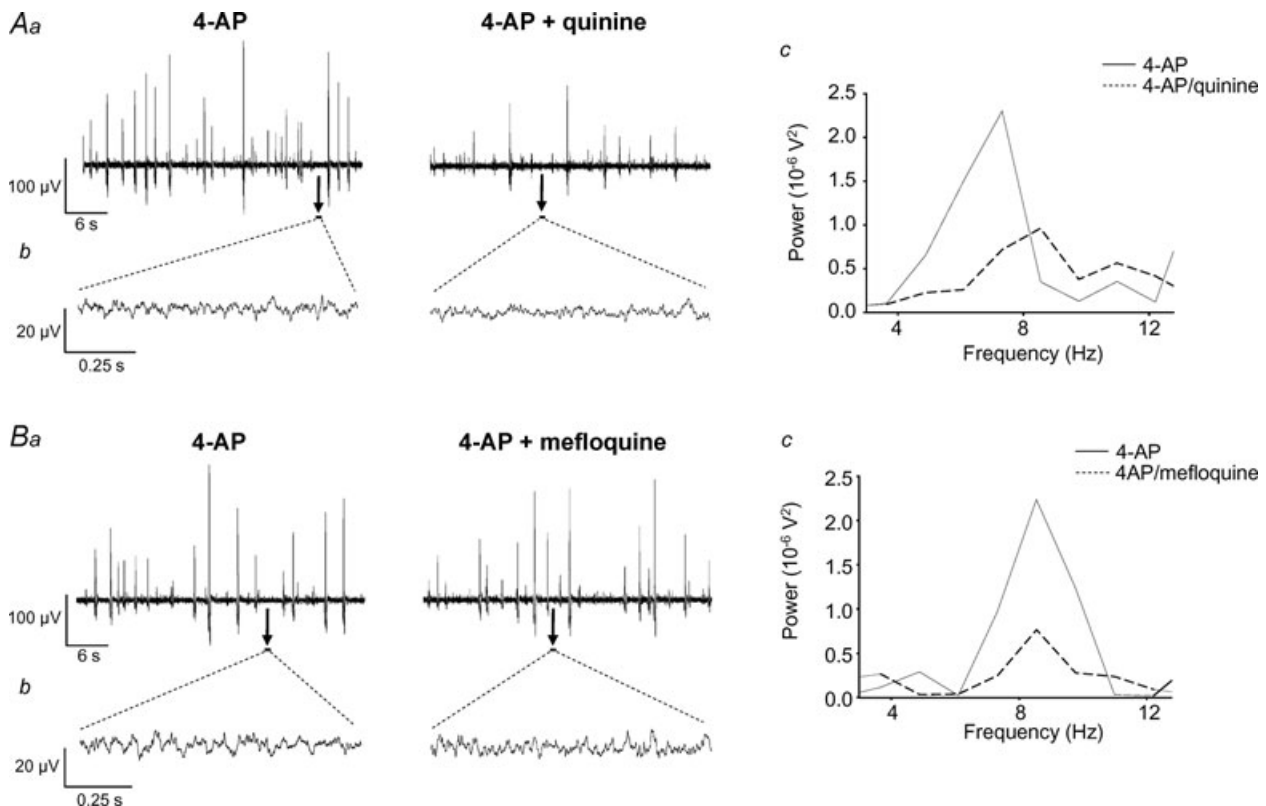 Aa
4-AP
4-AP + quinine
100 µV
6 s
b
20 µV
0.25 s
c
4-AP
4-AP/quinine
Power (10⁻⁶ V²)
2.5
2.0
1.5
1.0
0.5
0.0
4
8
12
Frequency (Hz)
Ba
4-AP
4-AP + mefloquine
100 µV
6 s
b
20 µV
0.25 s
c
4-AP
4AP/mefloquine
Power (10⁻⁶ V²)
2.5
2.0
1.5
1.0
0.5
0.0
4
8
12
Frequency (Hz)